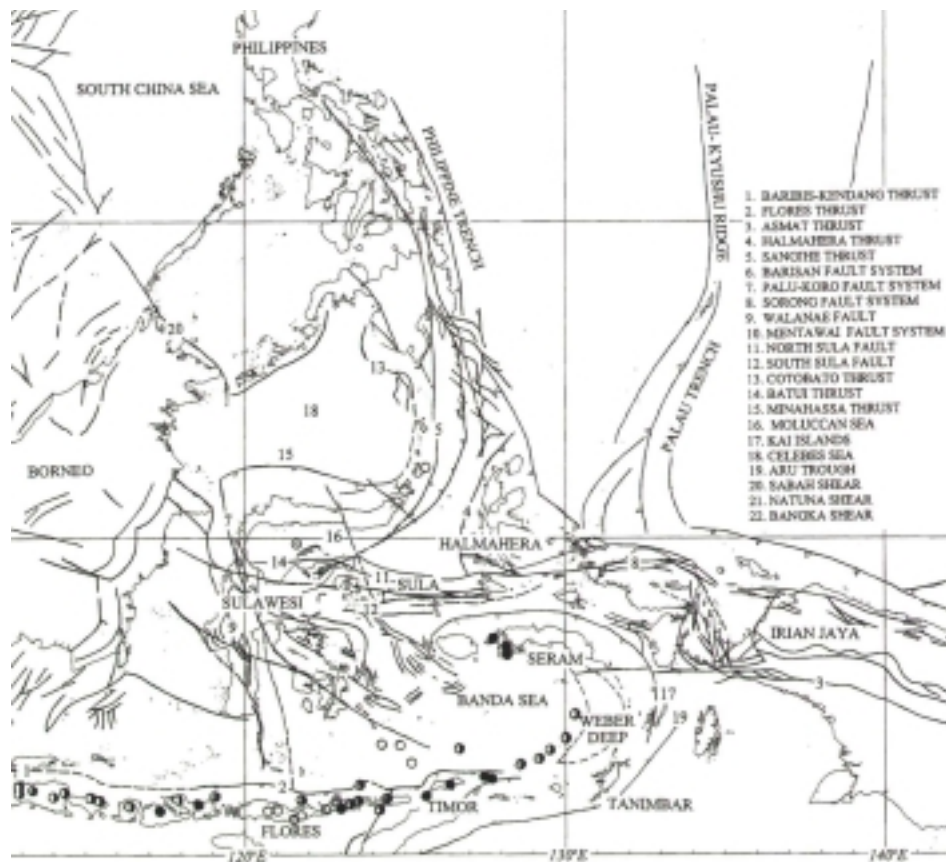 PHILIPPINES
SOUTH CHINA SEA
PHILIPPINE TRENCH
PALAU-KYUSHU RIDGE
PALAU TRENCH
1. BARIBIS-KENDANG THRUST
2. FLORES THRUST
3. ASMAT THRUST
4. HALMAHERA THRUST
5. SANGIHE THRUST
6. BARISAN FAULT SYSTEM
7. PALU-KORO FAULT SYSTEM
8. SORONG FAULT SYSTEM
9. WALANAE FAULT
10. MENTAWAI FAULT SYSTEM
11. NORTH SULA FAULT
12. SOUTH SULA FAULT
13. COTOBATO THRUST
14. BATUI THRUST
15. MINAHASSA THRUST
16. MOLUCCAN SEA
17. KAI ISLANDS
18. CELEBES SEA
19. ARU TROUGH
20. SABAH SHEAR
21. NATUNA SHEAR
22. BANGKA SHEAR
20
13
18
5
15
BORNEO
16
HALMAHERA
14
11
SULA
8
SULAWESI
12
IRIAN JAYA
SERAM
3
BANDA SEA
17
WEBER
DEEP
19
1
2
TIMOR
TANIMBAR
FLORES
120°E
130°E
140°E